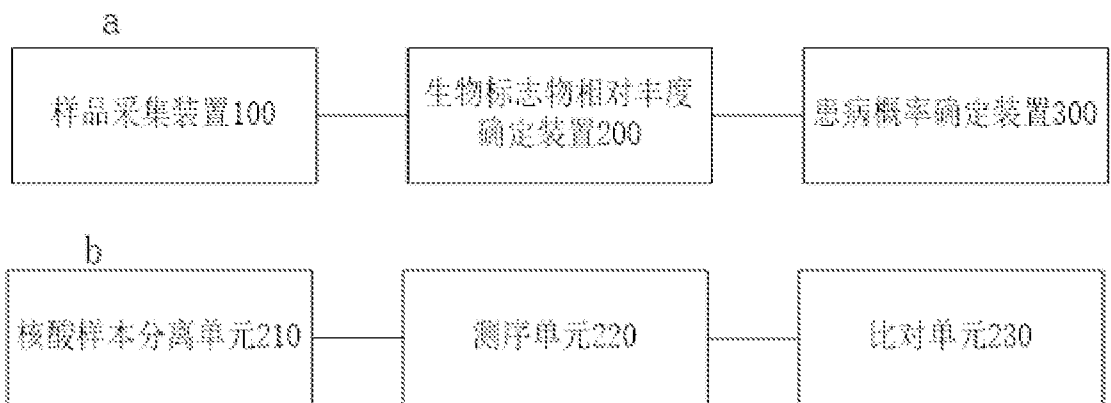 a
样品采集装置100
生物标志物相对丰度
确定装置200
患病概率确定装置300
b
核酸样本分离单元210
测序单元220
比对单元230